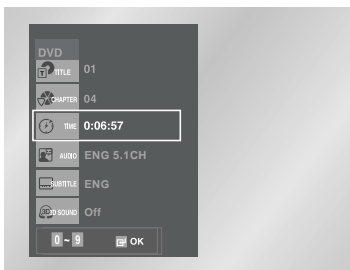 DVD
TITLE 01
CHAPTER 04
TIME 0:06:57
AUDIO ENG 5.1CH
SUBTITLE ENG
3D SOUND Off
0 ~ 9 OK